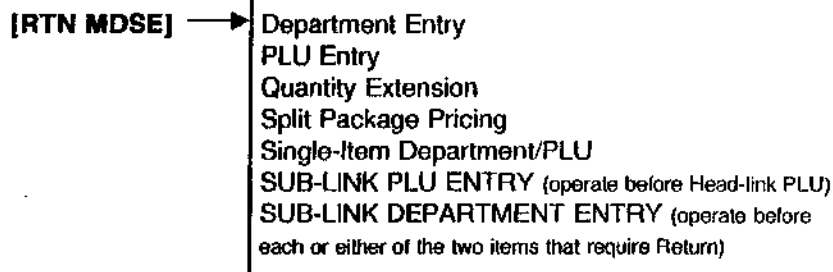 [RTN MDSE] → Department Entry
PLU Entry
Quantity Extension
Split Package Pricing
Single-Item Department/PLU
SUB-LINK PLU ENTRY (operate before Head-link PLU)
SUB-LINK DEPARTMENT ENTRY (operate before
each or either of the two items that require Return)